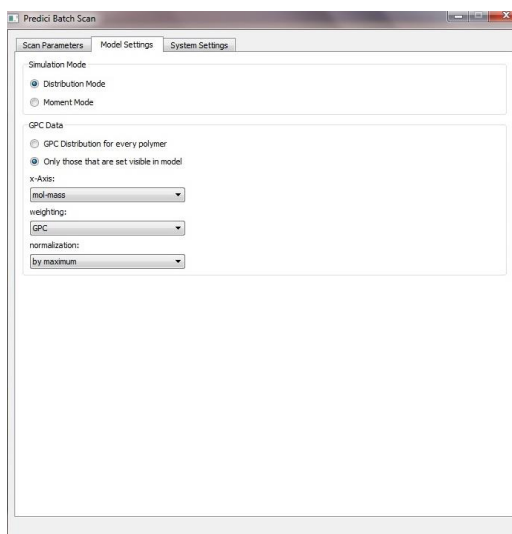 Predici Batch Scan
Scan Parameters Model Settings System Settings
Simulation Mode
Distribution Mode
Moment Mode
GPC Data
GPC Distribution for every polymer
Only those that are set visible in model
x-Axis:
mol-mass
weighting:
GPC
normalization:
by maximum